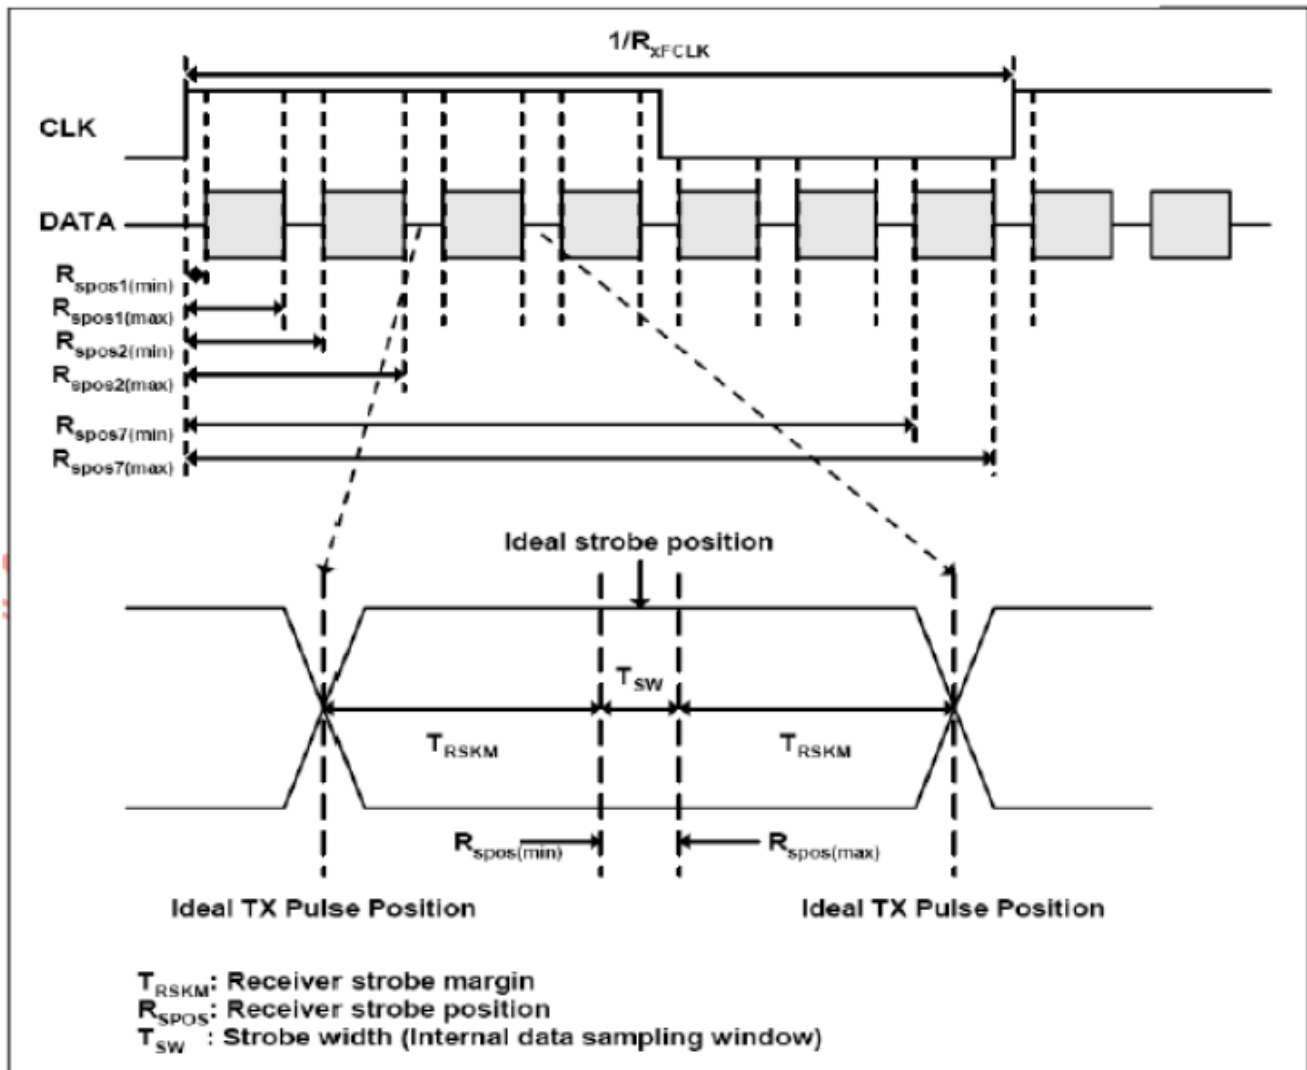 1/RxFCLK
CLK
DATA
Rspos1(min)
Rspos1(max)
Rspos2(min)
Rspos2(max)
Rspos7(min)
Rspos7(max)
Ideal strobe position
TSW
TRSKM TRSKM
Rspos(min) Rspos(max)
Ideal TX Pulse Position Ideal TX Pulse Position
TRSKM: Receiver strobe margin
RSPOS: Receiver strobe position
TSW : Strobe width (Internal data sampling window)